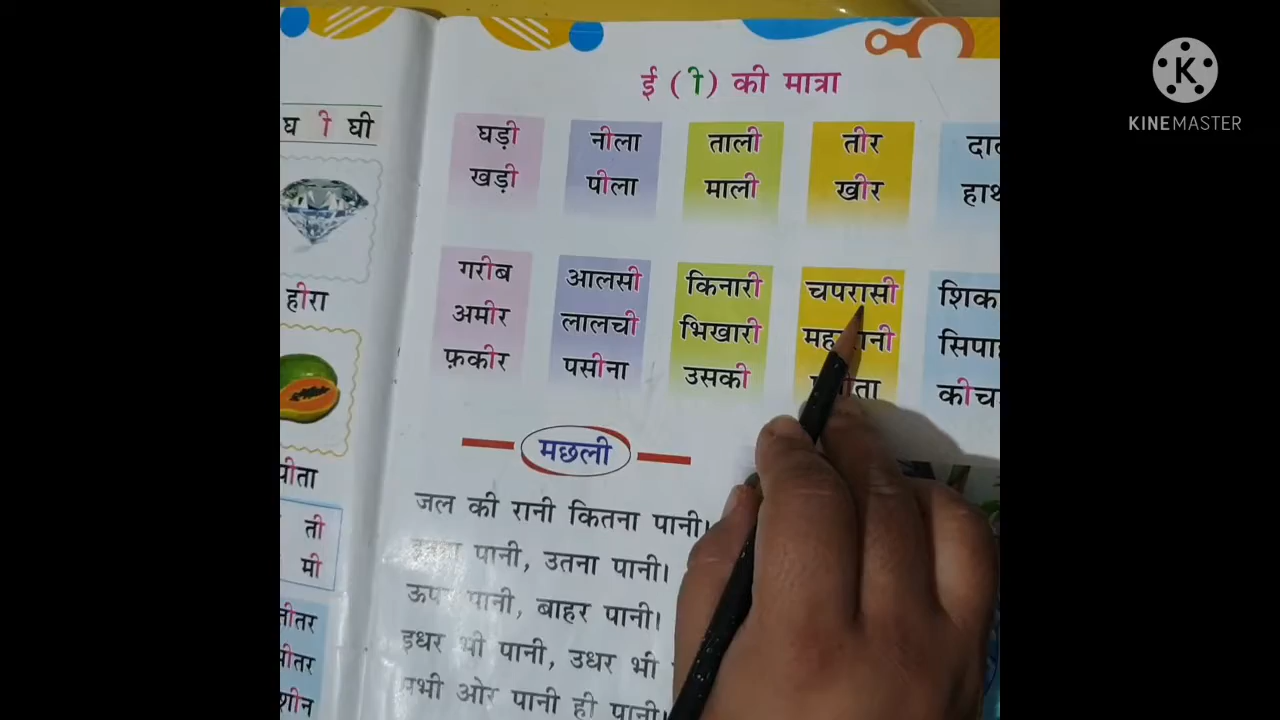 ई ( ी ) की मात्रा
घ ी घी
हीरा
ती
मी
घड़ी
खड़ी
नीला
पीला
ताली
माली
तीर
खीर
गरीब
अमीर
फ़कीर
आलसी
लालची
पसीना
किनारी
भिखारी
उसकी
चपरासी
मछली
जल की रानी कितना पानी।
पानी, उतना पानी।
पानी, बाहर पानी।
इधर भी पानी, उधर भी
ओर पानी ही पानी।
K
KINEMASTER